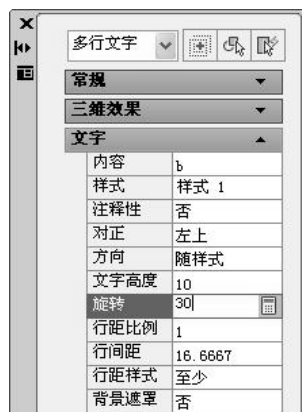 多行文字
常规
三维效果
文字
内容 b
样式 样式 1
注释性 否
对正 左上
方向 随样式
文字高度 10
旋转 30
行距比例 1
行间距 16.6667
行距样式 至少
背景遮罩 否